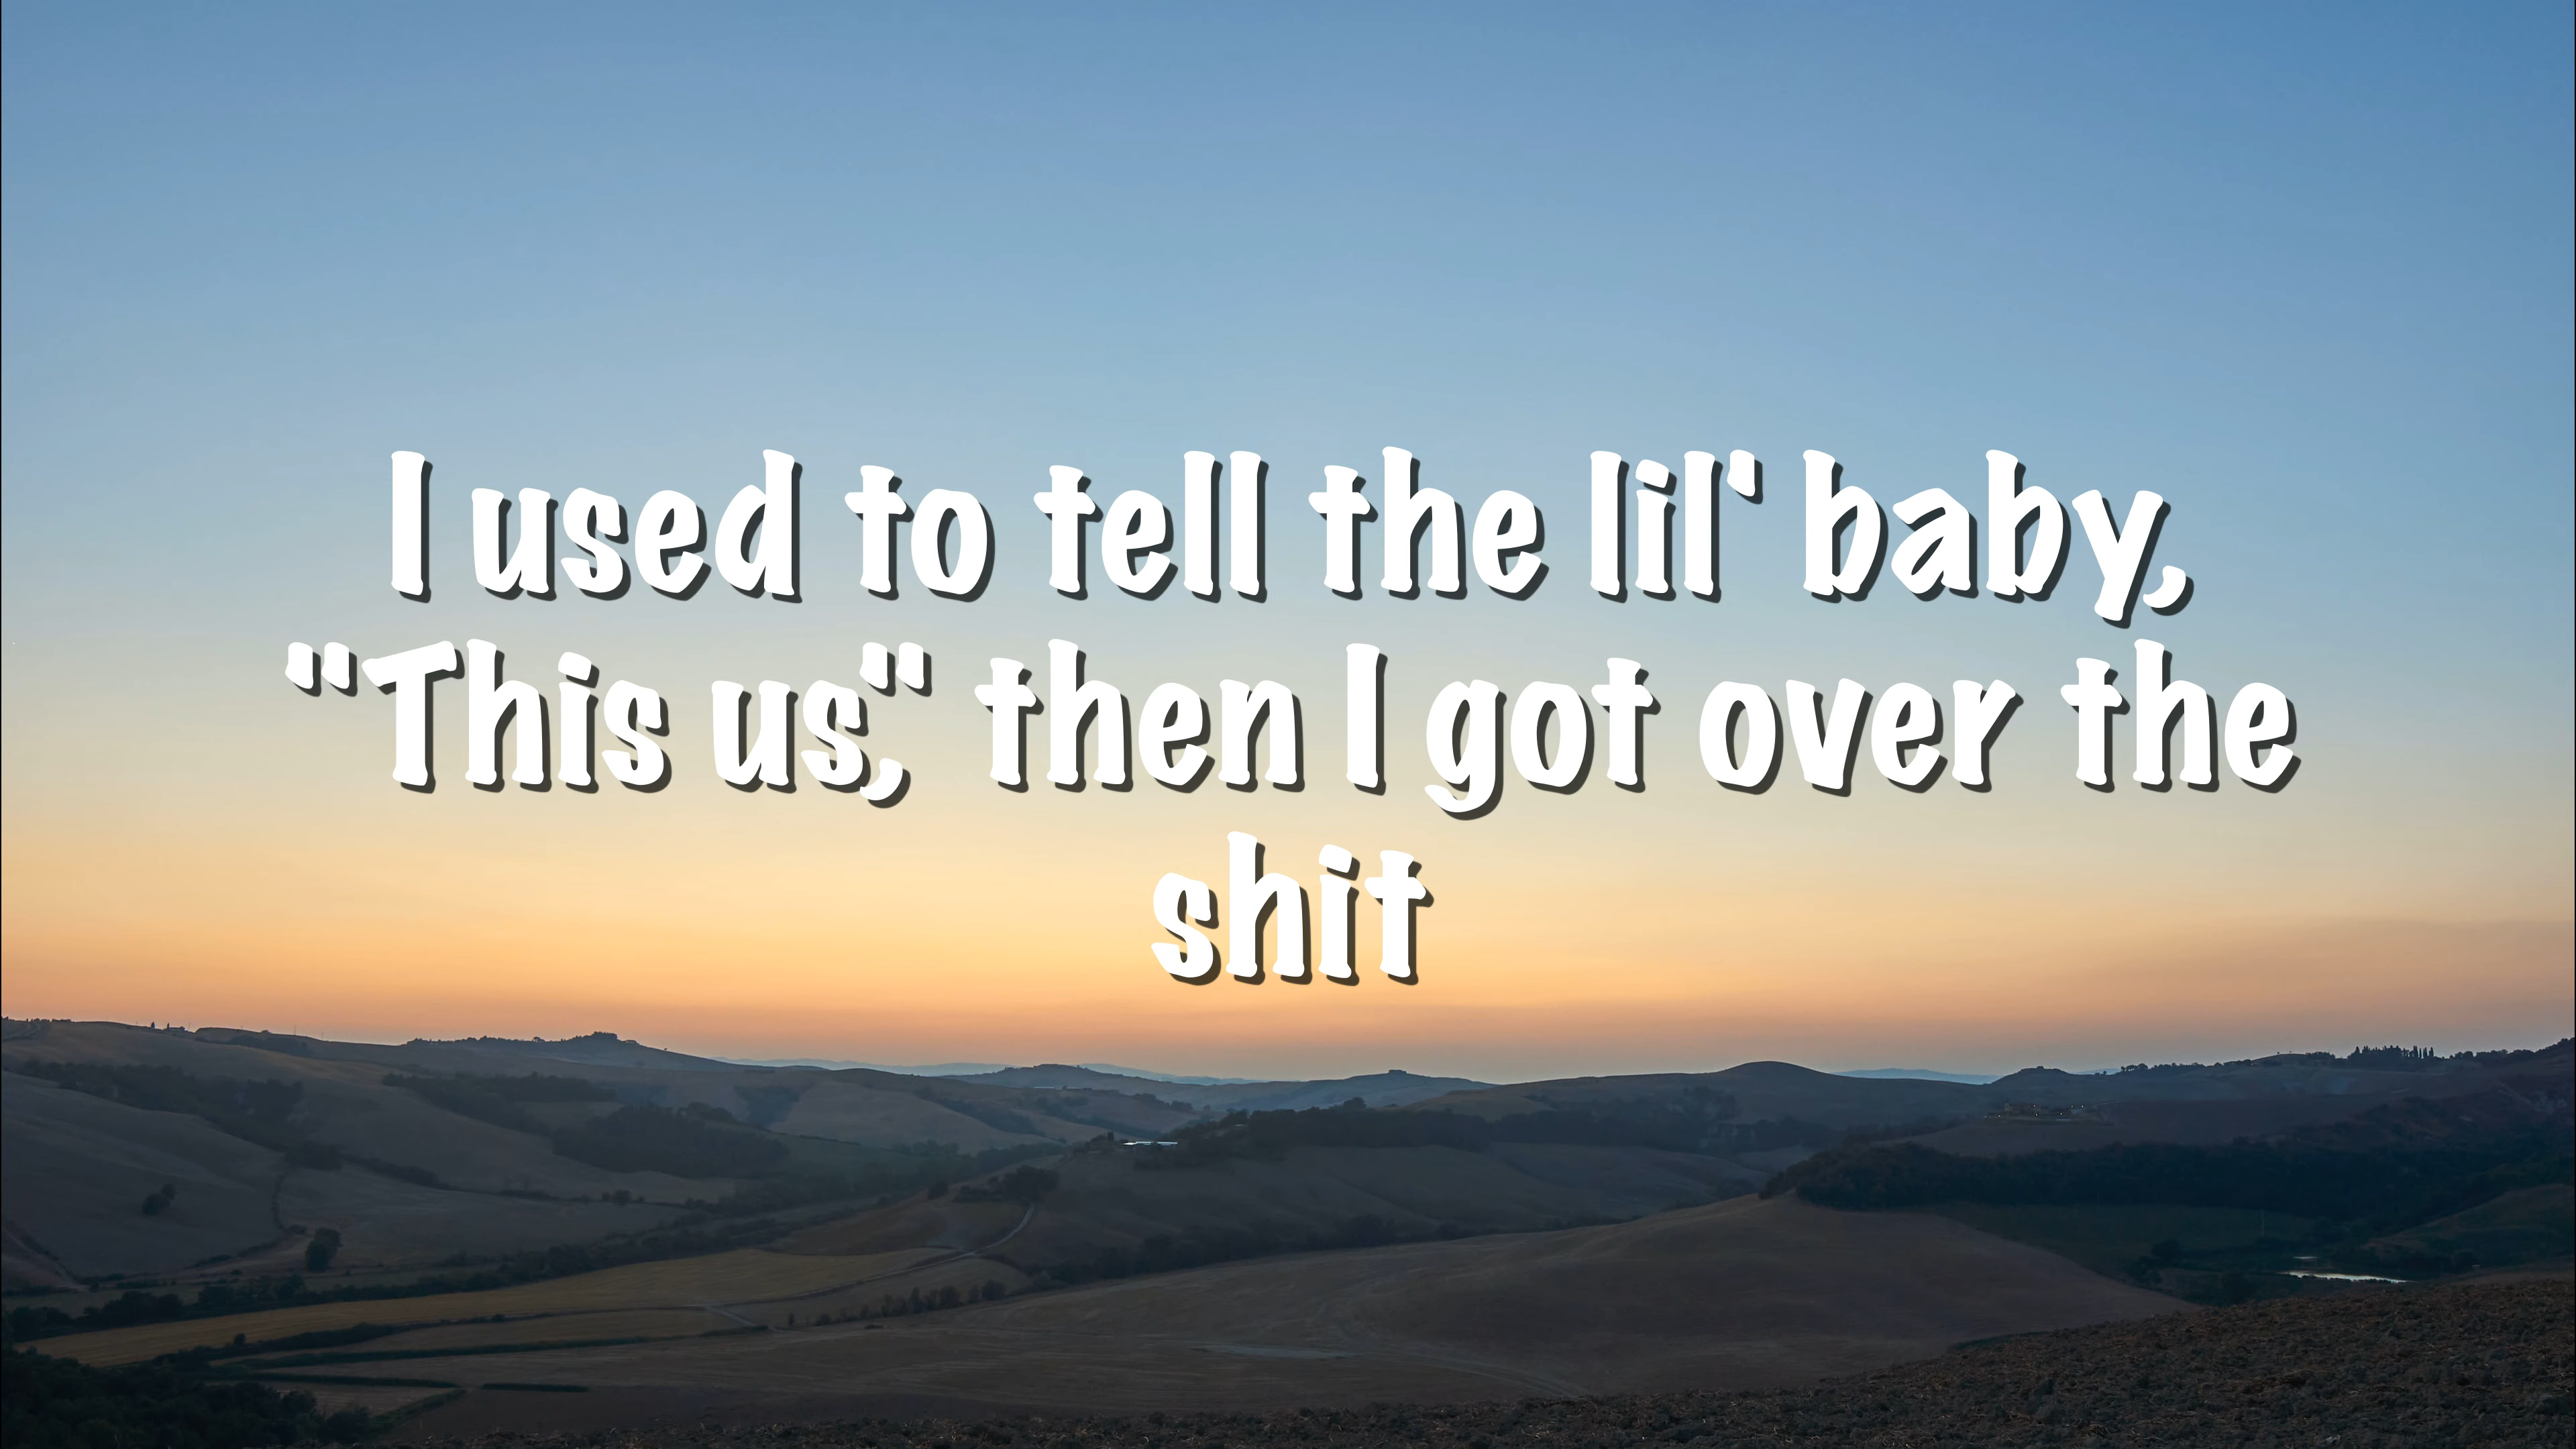 I used to tell the lil' baby,
"This us," then I got over the
shit